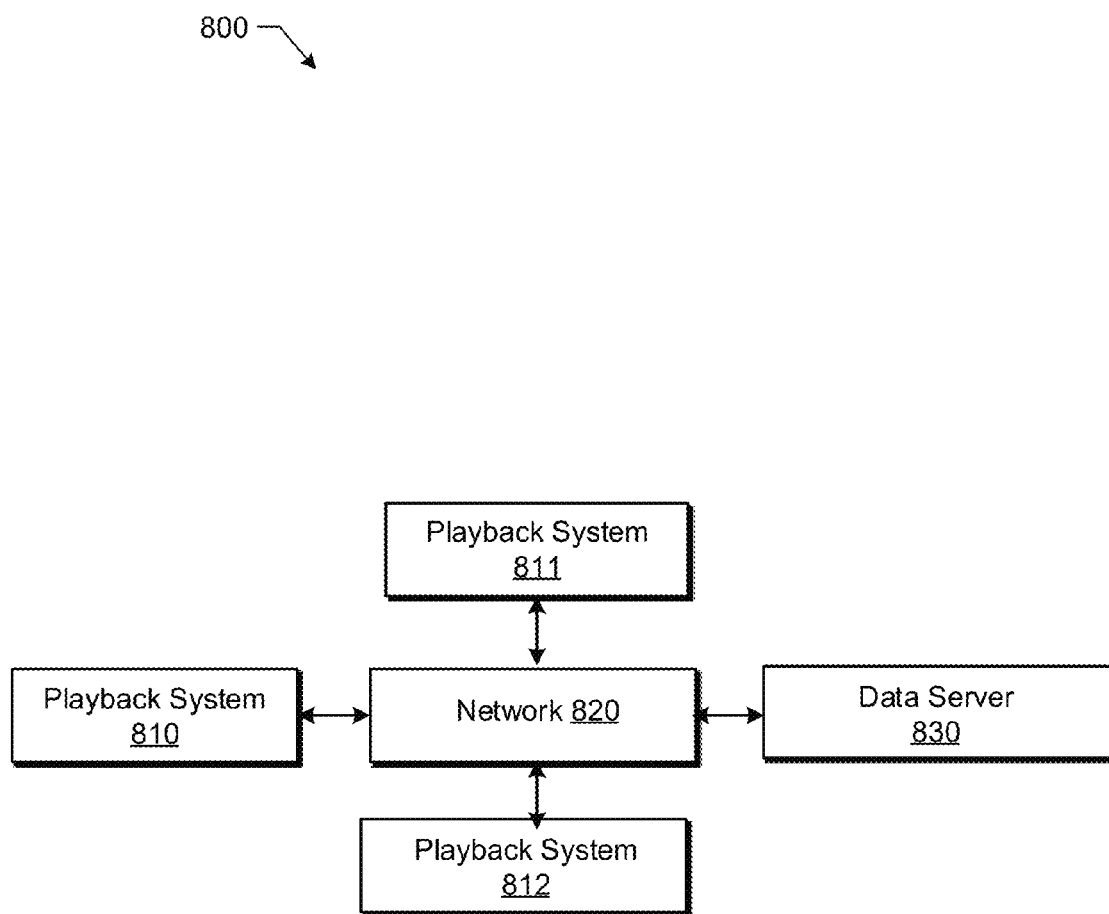 800
Playback System
811
Playback System
810
Network 820
Data Server
830
Playback System
812